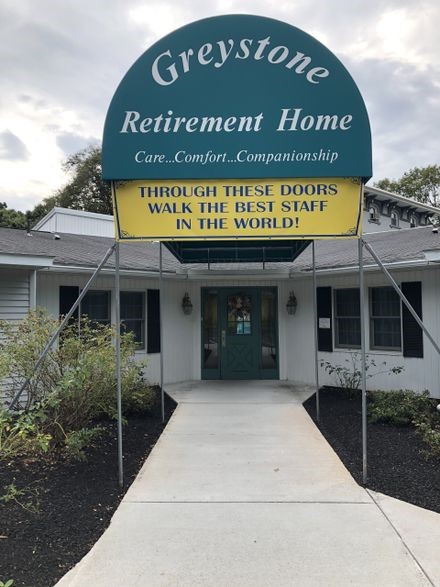 Greystone
Retirement Home
Care...Comfort...Companionship
THROUGH THESE DOORS
WALK THE BEST STAFF
IN THE WORLD!